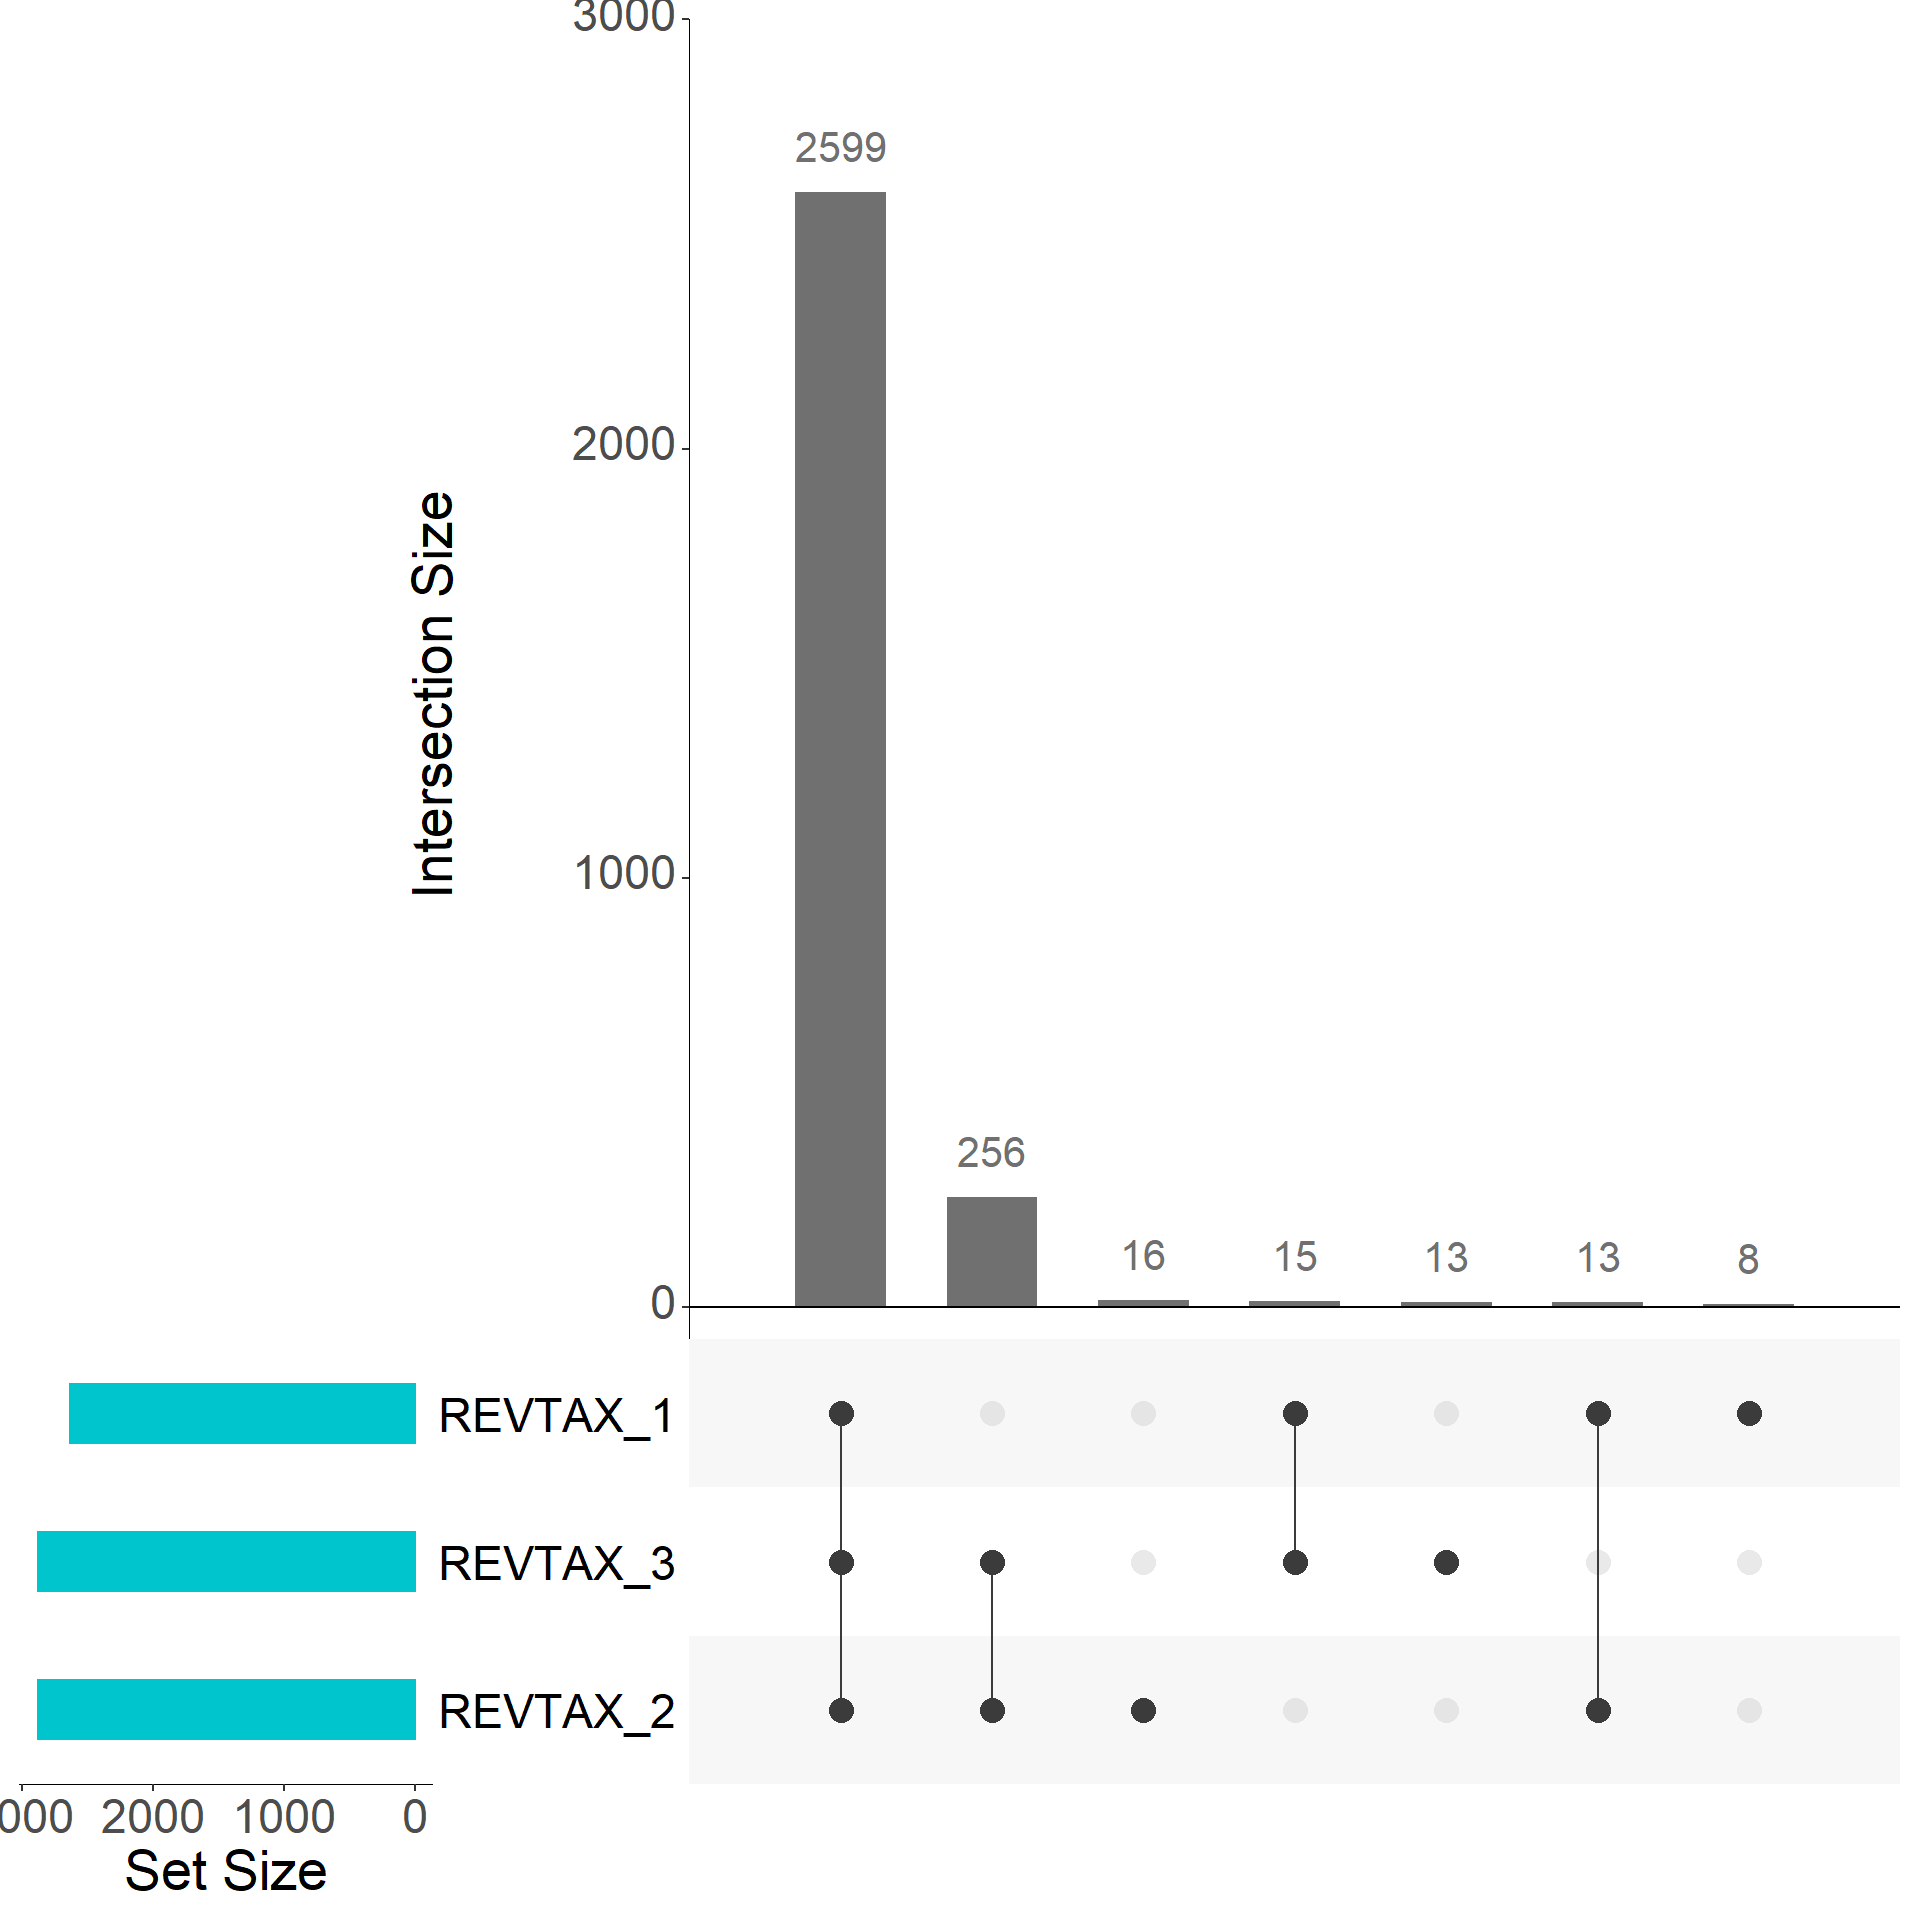 3000
2599
2000
Intersection Size
1000
256
16 15 13 13 8
0
REVTAX_1
REVTAX_3
REVTAX_2
000 2000 1000 0
Set Size